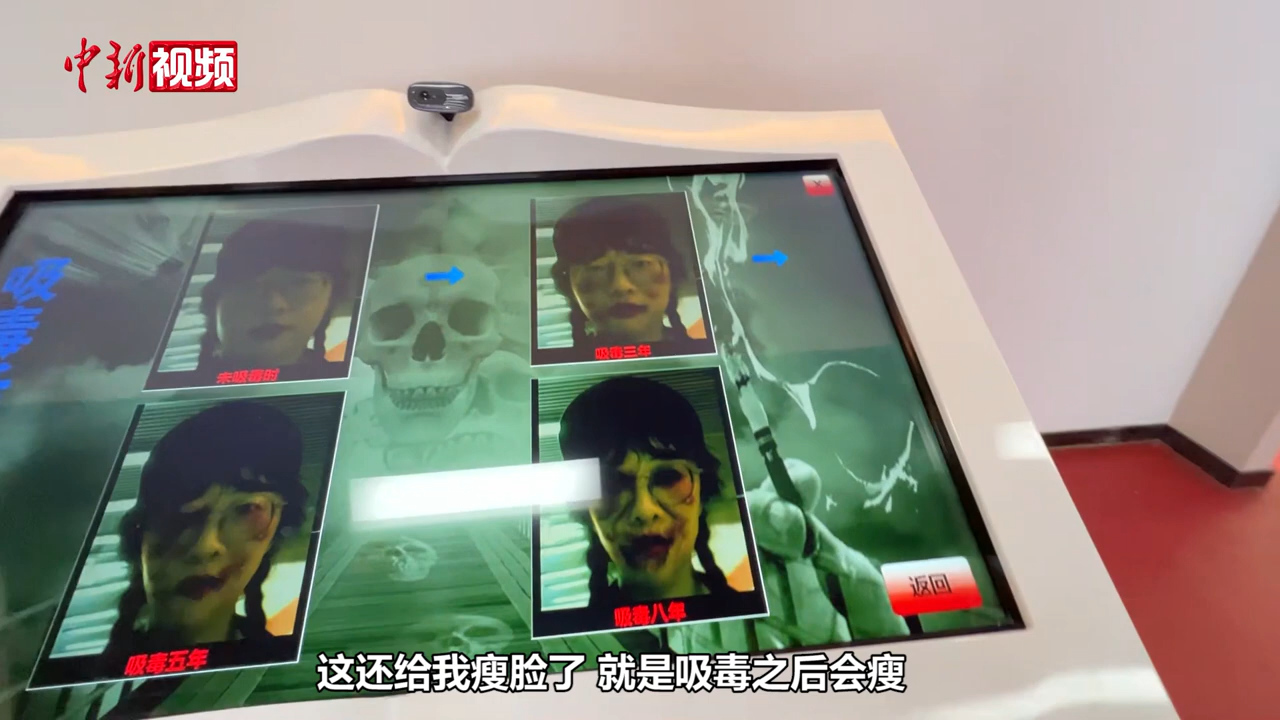 中新视频
吸毒
未吸毒时
吸毒三年
吸毒五年
吸毒八年
返回
这还给我瘦脸了 就是吸毒之后会瘦